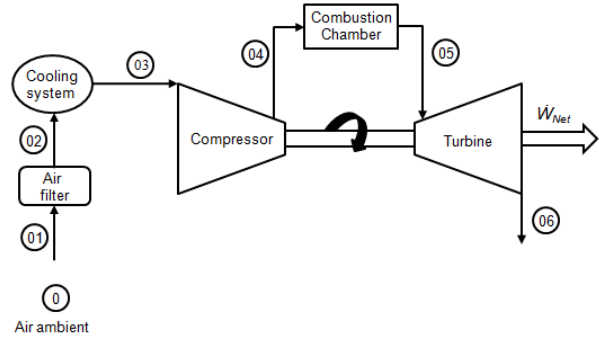 Combustion
Chamber
04
05
03
Cooling
system
Compressor
Turbine
Ẇ_Net
02
Air
filter
01
06
0
Air ambient